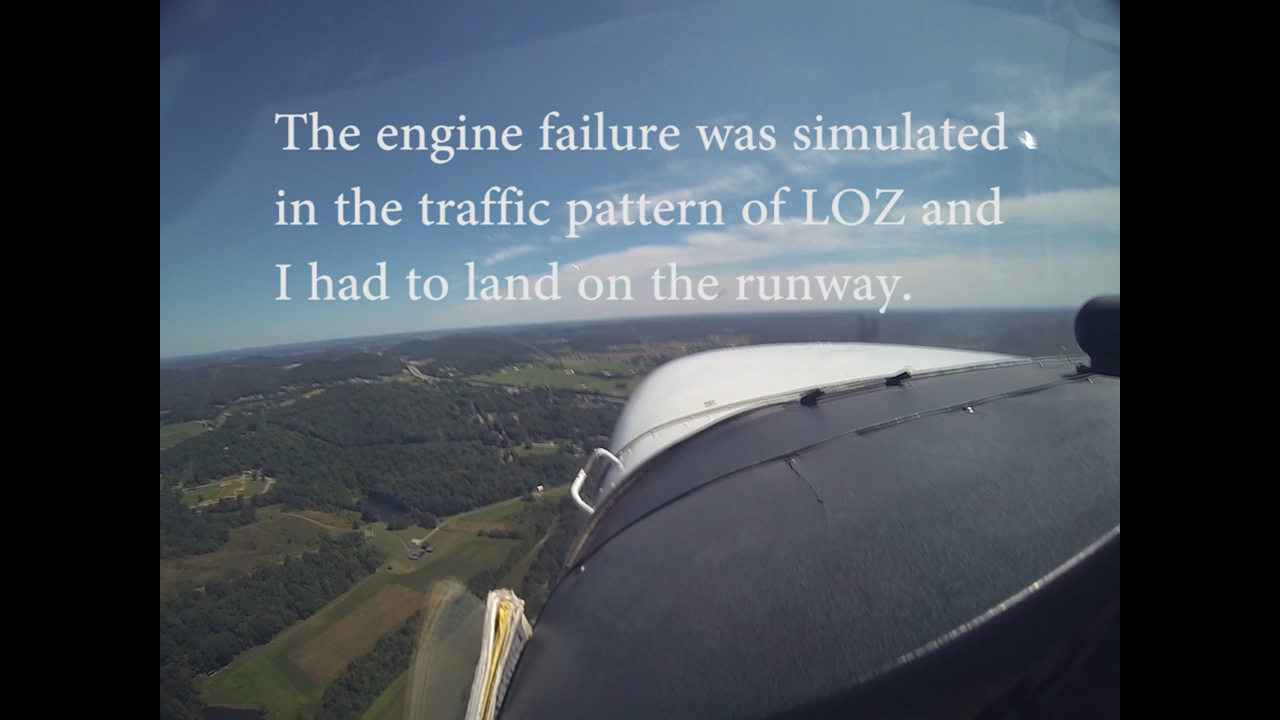 The engine failure was simulated
in the traffic pattern of LOZ and
I had to land on the runway.